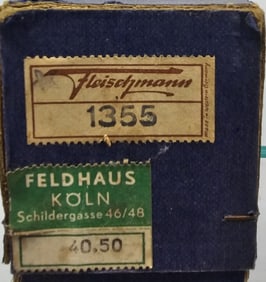 Fleischmann
1355
FELDHAUS
KÖLN
Schildergasse 46/48
40.50